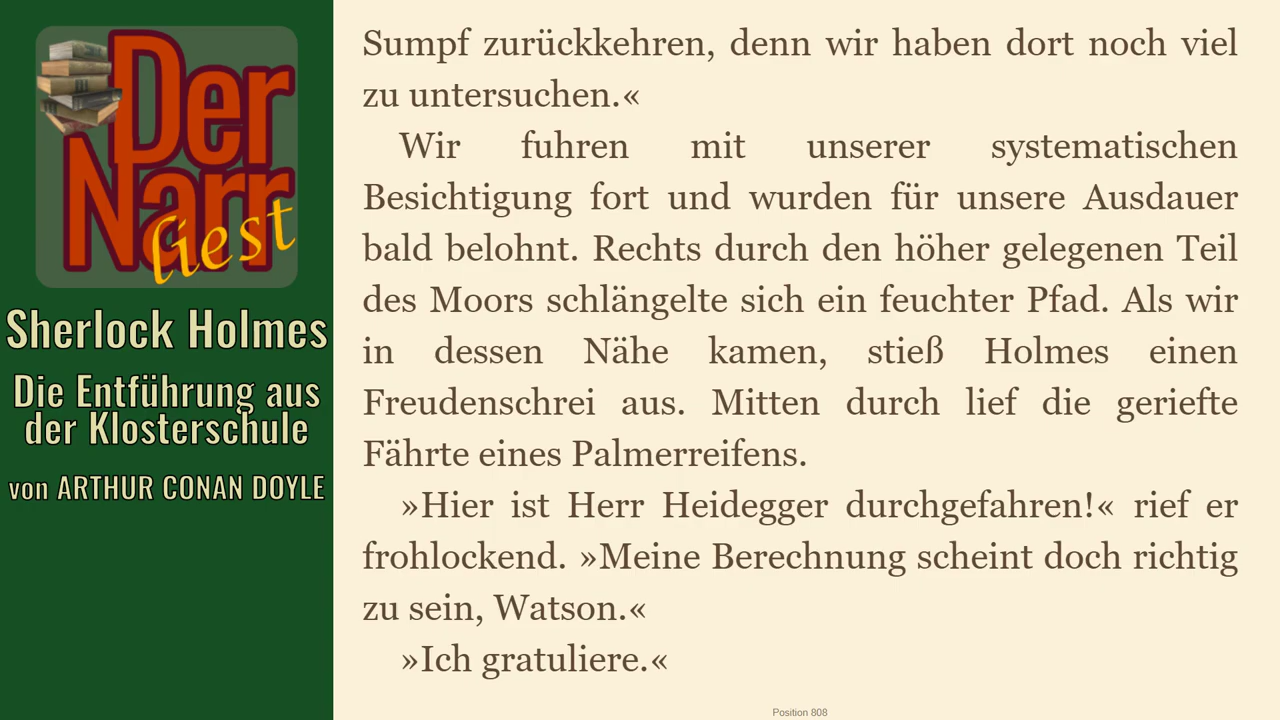 Der
Narr
liest
Sherlock Holmes
Die Entführung aus
der Klosterschule
von ARTHUR CONAN DOYLE
Sumpf zurückkehren, denn wir haben dort noch viel
zu untersuchen.«
Wir fuhren mit unserer systematischen
Besichtigung fort und wurden für unsere Ausdauer
bald belohnt. Rechts durch den höher gelegenen Teil
des Moors schlängelte sich ein feuchter Pfad. Als wir
in dessen Nähe kamen, stieß Holmes einen
Freudenschrei aus. Mitten durch lief die geriefte
Fährte eines Palmerreifens.
»Hier ist Herr Heidegger durchgefahren!« rief er
frohlockend. »Meine Berechnung scheint doch richtig
zu sein, Watson.«
»Ich gratuliere.«
Position 808